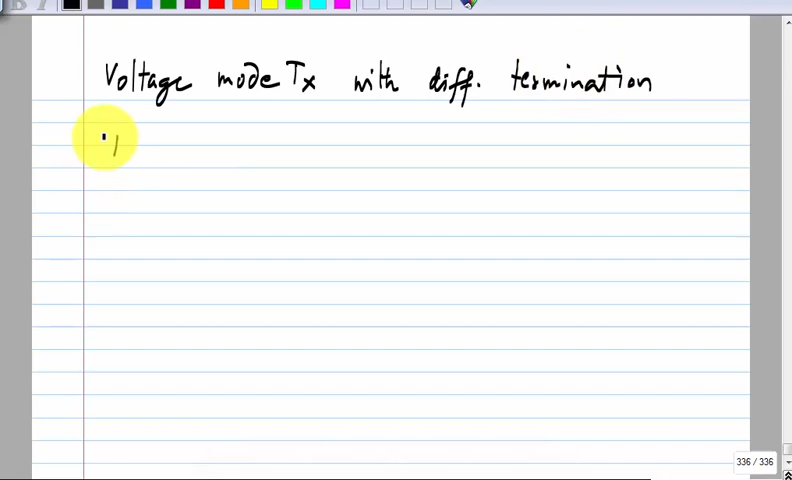 Voltage mode Tx with diff. termination
336 / 336